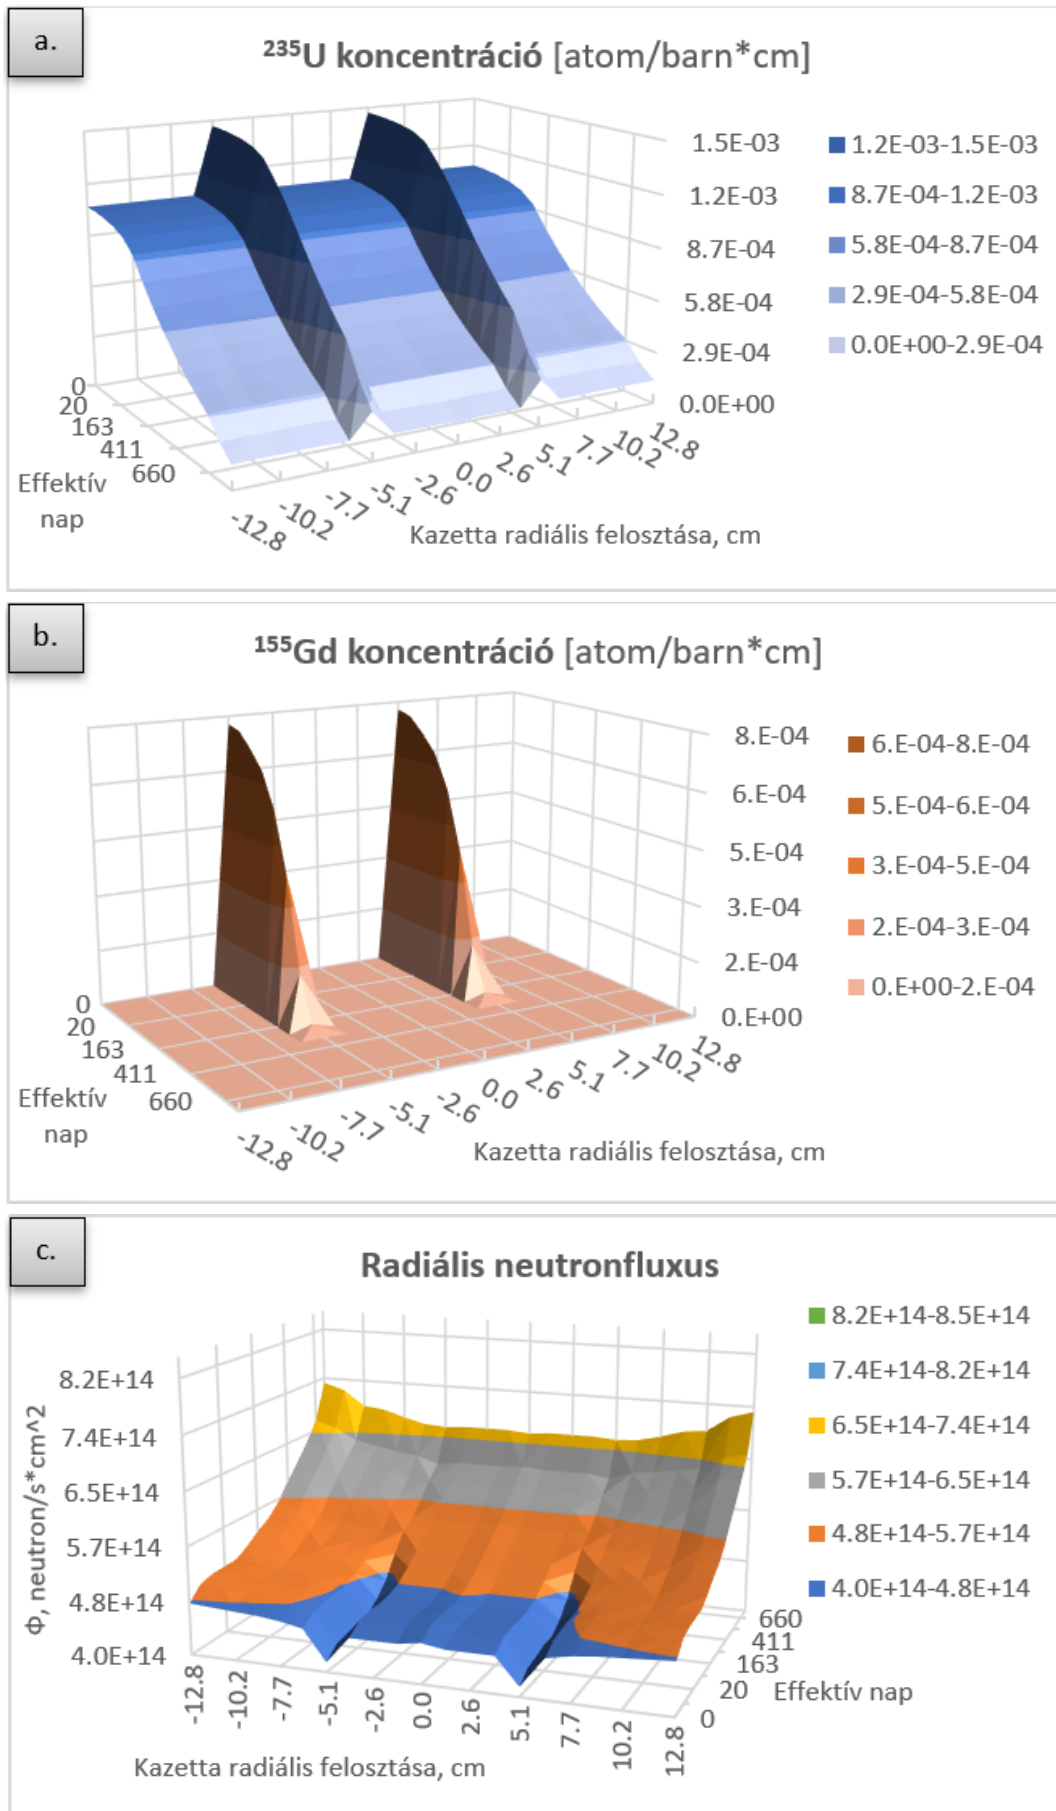 a.
²³⁵U koncentráció [atom/barn*cm]
1.5E-03
1.2E-03
8.7E-04
5.8E-04
2.9E-04
0.0E+00
1.2E-03-1.5E-03
8.7E-04-1.2E-03
5.8E-04-8.7E-04
2.9E-04-5.8E-04
0.0E+00-2.9E-04
0
20
163
411
660
Effektív
nap
-12.8
-10.2
-7.7
-5.1
-2.6
0.0
2.6
5.1
7.7
10.2
12.8
Kazetta radiális felosztása, cm
b.
¹⁵⁵Gd koncentráció [atom/barn*cm]
8.E-04
6.E-04
5.E-04
3.E-04
2.E-04
0.E+00
6.E-04-8.E-04
5.E-04-6.E-04
3.E-04-5.E-04
2.E-04-3.E-04
0.E+00-2.E-04
0
20
163
411
660
Effektív
nap
-12.8
-10.2
-7.7
-5.1
-2.6
0.0
2.6
5.1
7.7
10.2
12.8
Kazetta radiális felosztása, cm
c.
Radiális neutronfluxus
Φ, neutron/s*cm^2
8.2E+14
7.4E+14
6.5E+14
5.7E+14
4.8E+14
4.0E+14
8.2E+14-8.5E+14
7.4E+14-8.2E+14
6.5E+14-7.4E+14
5.7E+14-6.5E+14
4.8E+14-5.7E+14
4.0E+14-4.8E+14
-12.8
-10.2
-7.7
-5.1
-2.6
0.0
2.6
5.1
7.7
10.2
12.8
660
411
163
20
0
Effektív nap
Kazetta radiális felosztása, cm